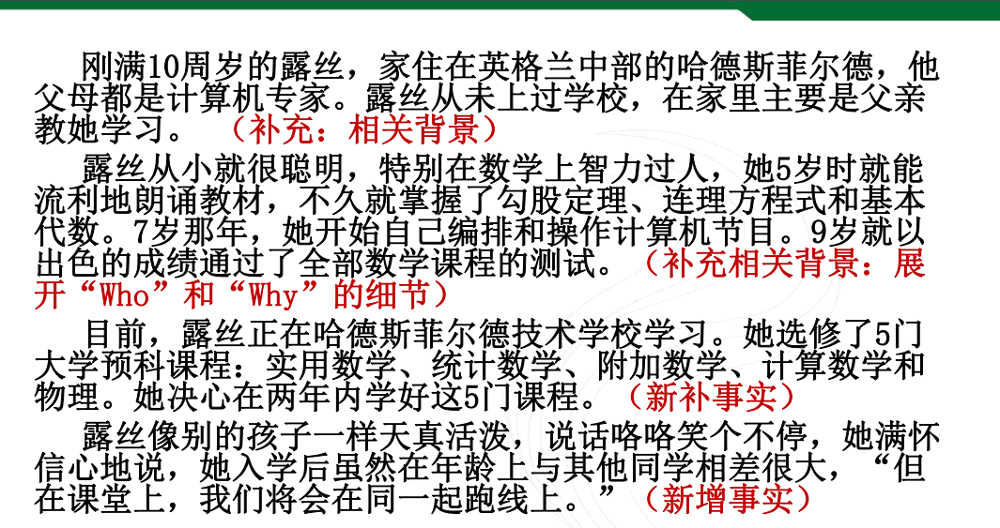 刚满10周岁的露丝，家住在英格兰中部的哈德斯菲尔德，他
父母都是计算机专家。露丝从未上过学校，在家里主要是父亲
教她学习。 （补充：相关背景）
露丝从小就很聪明，特别在数学上智力过人，她5岁时就能
流利地朗诵教材，不久就掌握了勾股定理、连理方程式和基本
代数。7岁那年，她开始自己编排和操作计算机节目。9岁就以
出色的成绩通过了全部数学课程的测试。（补充相关背景：展
开“Who”和“Why”的细节）
目前，露丝正在哈德斯菲尔德技术学校学习。她选修了5门
大学预科课程：实用数学、统计数学、附加数学、计算数学和
物理。她决心在两年内学好这5门课程。（新补事实）
露丝像别的孩子一样天真活泼，说话咯咯笑个不停，她满怀
信心地说，她入学后虽然在年龄上与其他同学相差很大，“但
在课堂上，我们将会在同一起跑线上。”（新增事实）